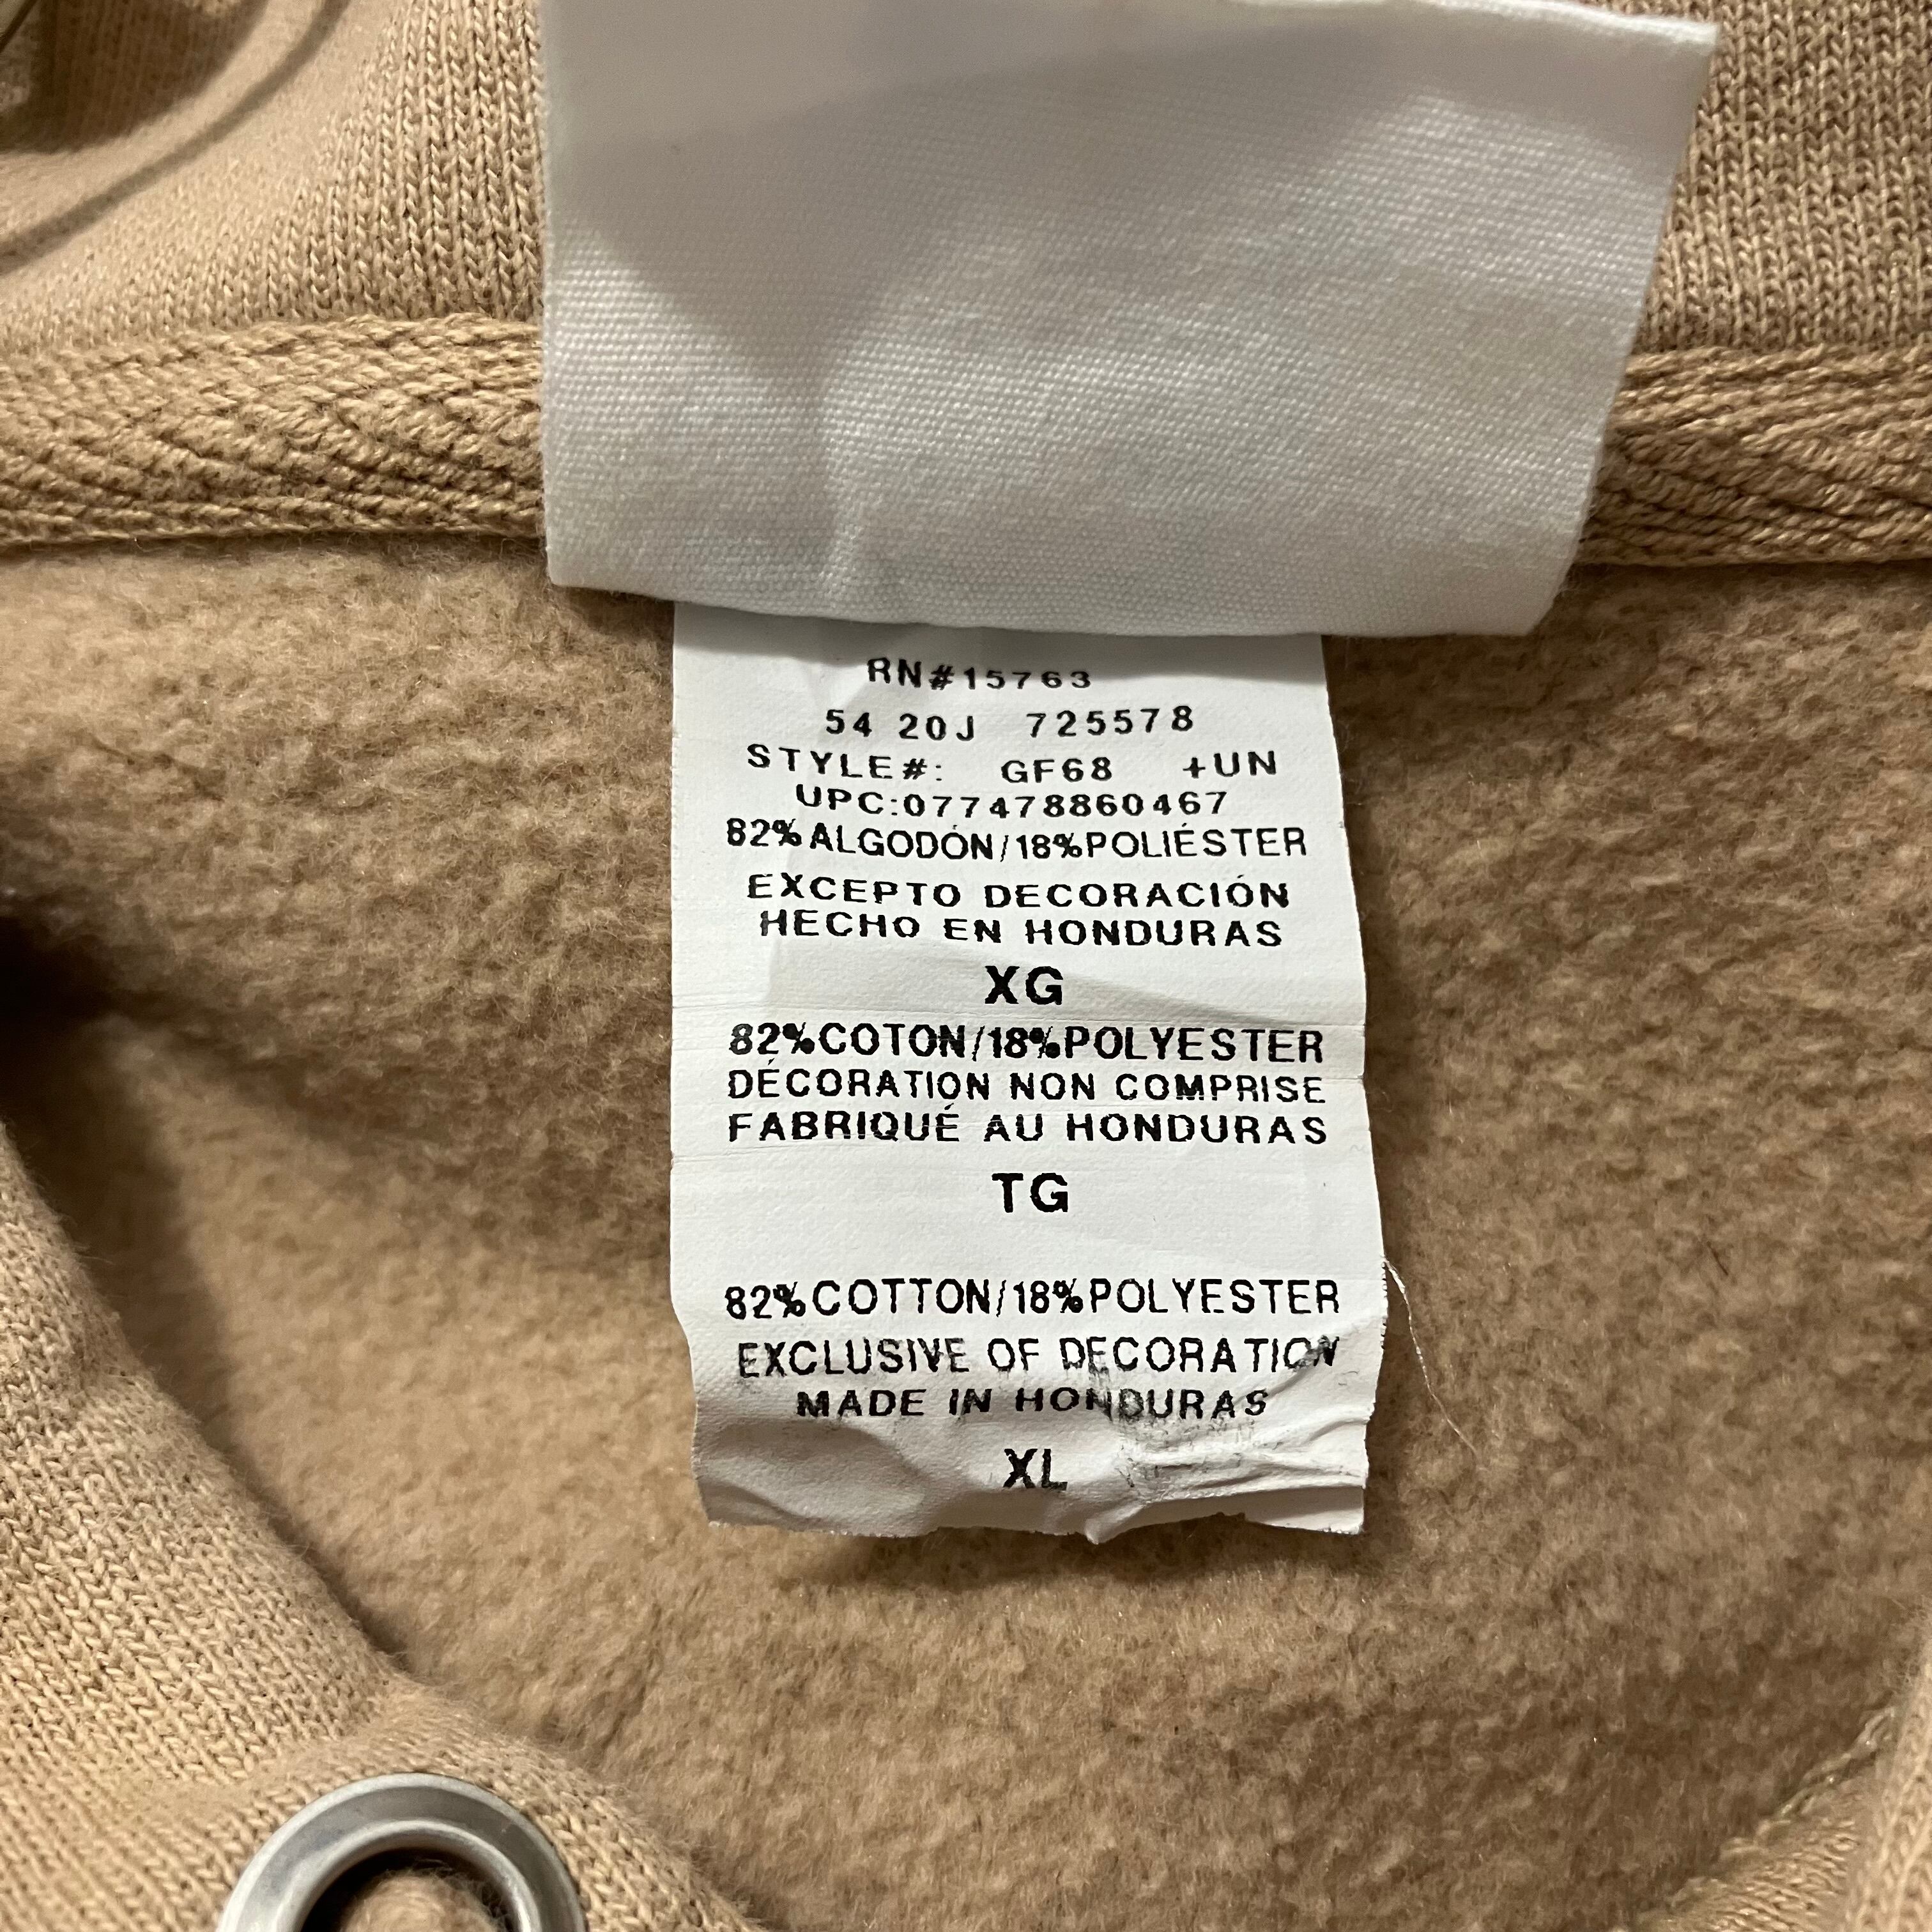 RN#15763
54 20J 725578
STYLE#: GF68 +UN
UPC:077478860467
82%ALGODÓN/18%POLIÉSTER
EXCEPTO DECORACIÓN
HECHO EN HONDURAS
XG
82%COTON/18%POLYESTER
DÉCORATION NON COMPRISE
FABRIQUÉ AU HONDURAS
TG
82%COTTON/18%POLYESTER
EXCLUSIVE OF DECORATION
MADE IN HONDURAS
XL